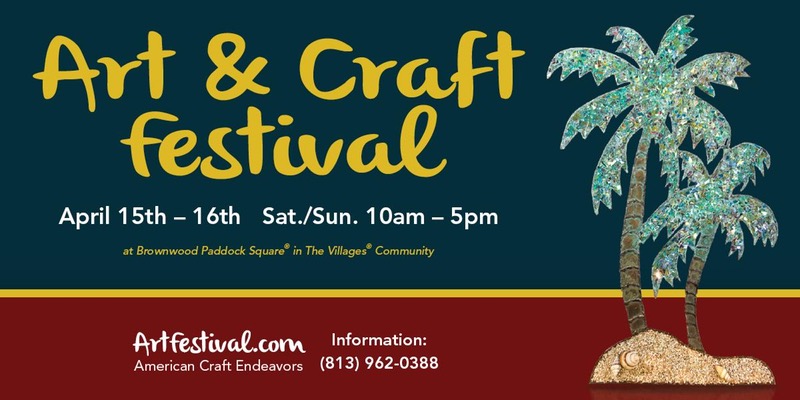 Art & Craft
festival
April 15th – 16th Sat./Sun. 10am – 5pm
at Brownwood Paddock Square® in The Villages® Community
Artfestival.com
American Craft Endeavors
Information:
(813) 962-0388